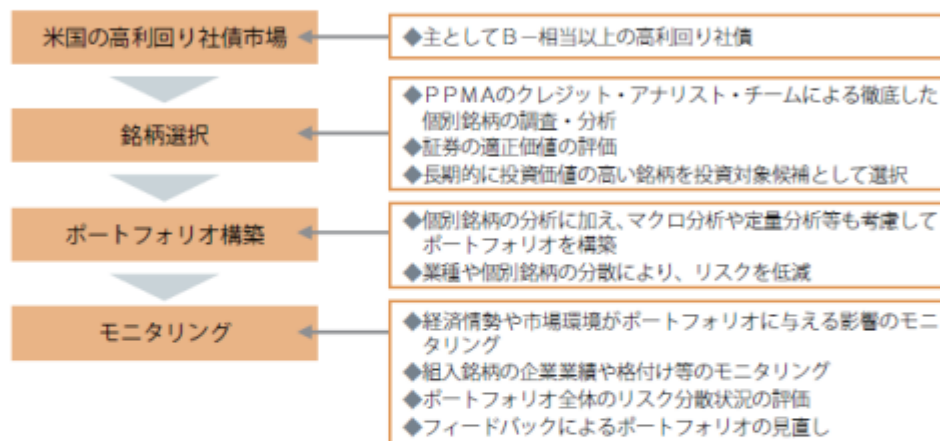 米国の高利回り社債市場
◆主としてB－相当以上の高利回り社債
銘柄選択
◆PPMAのクレジット・アナリスト・チームによる徹底した
個別銘柄の調査・分析
◆証券の適正価値の評価
◆長期的に投資価値の高い銘柄を投資対象候補として選択
ポートフォリオ構築
◆個別銘柄の分析に加え、マクロ分析や定量分析等も考慮して
ポートフォリオを構築
◆業種や個別銘柄の分散により、リスクを低減
モニタリング
◆経済情勢や市場環境がポートフォリオに与える影響のモニ
タリング
◆組入銘柄の企業業績や格付け等のモニタリング
◆ポートフォリオ全体のリスク分散状況の評価
◆フィードバックによるポートフォリオの見直し